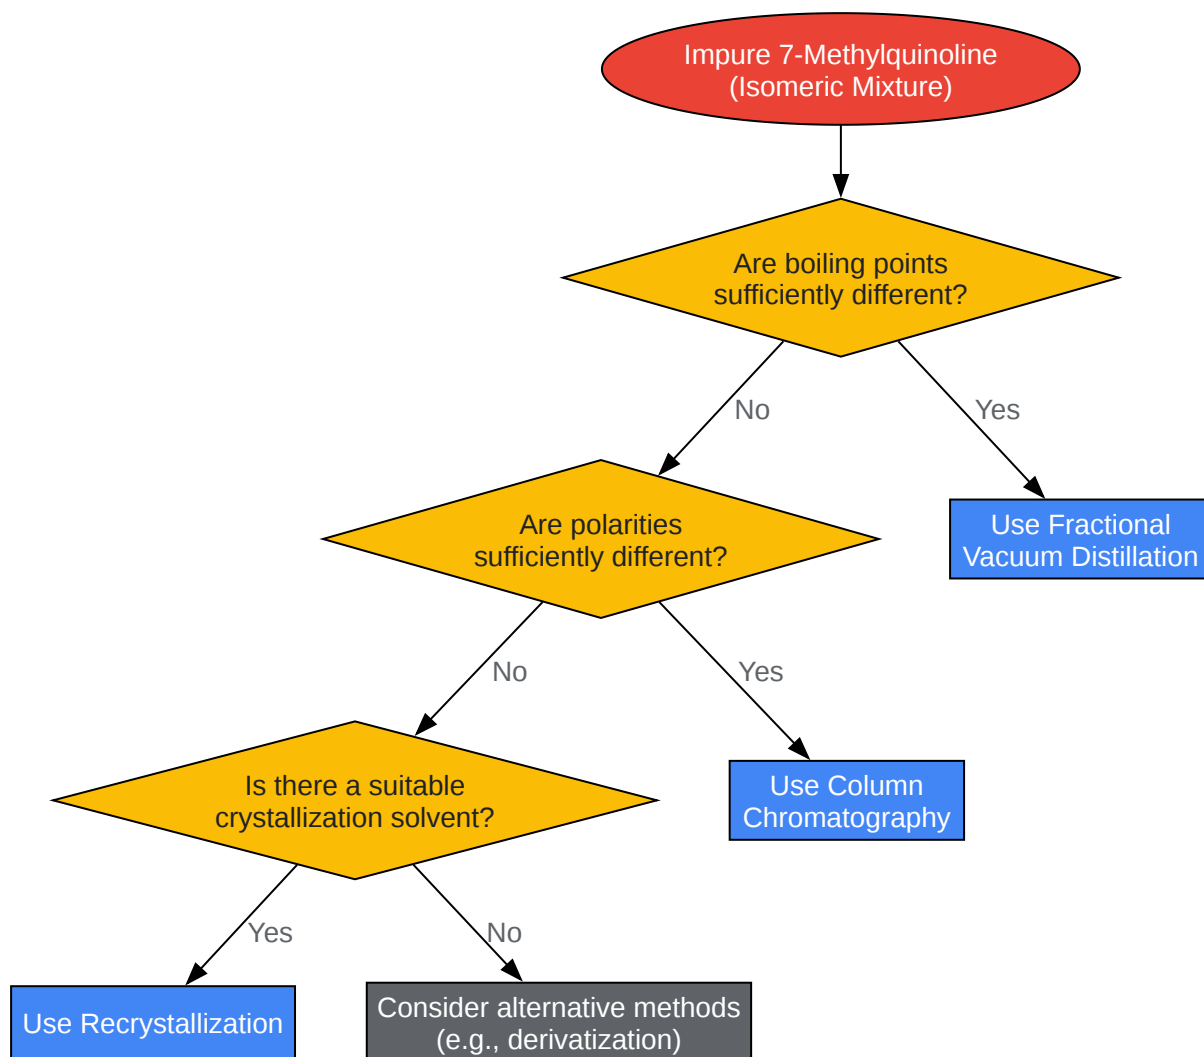 Impure 7-Methylquinoline
(Isomeric Mixture)
Are boiling points
sufficiently different?
No
Yes
Are polarities
sufficiently different?
Use Fractional
Vacuum Distillation
No
Yes
Is there a suitable
crystallization solvent?
Use Column
Chromatography
Yes
No
Use Recrystallization
Consider alternative methods
(e.g., derivatization)